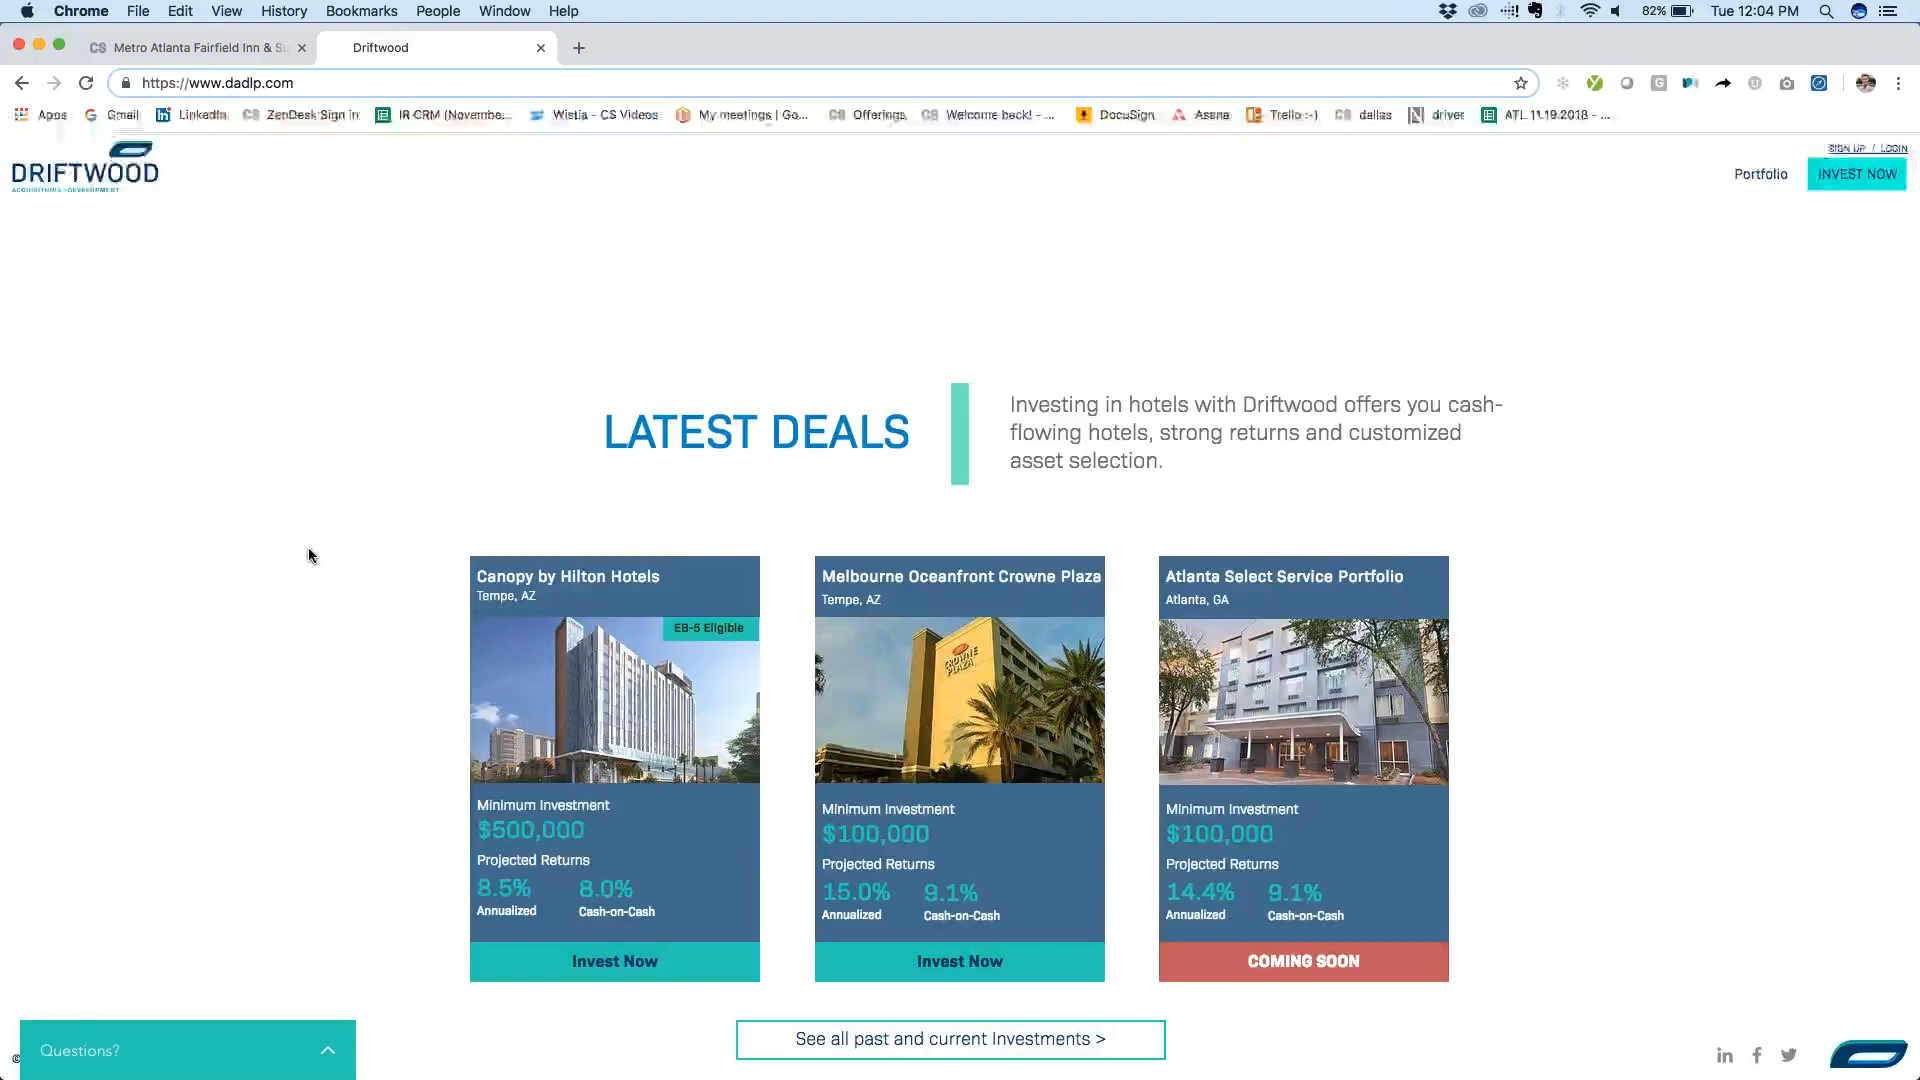 Chrome File Edit View History Bookmarks People Window Help
82% Tue 12:04 PM
CS Metro Atlanta Fairfield Inn & Su
Driftwood
https://www.dadlp.com
Apps Gmail LinkedIn ZenDesk Sign in IR CRM (Novembe... Wistia - CS Videos My meetings | Go... Offerings Welcome back! - ... DocuSign Asana Trello :-) dallas driver ATL 11.19.2018 - ...
DRIFTWOOD
ACQUISITIONS + DEVELOPMENT
SIGN UP / LOGIN
Portfolio
INVEST NOW
LATEST DEALS
Investing in hotels with Driftwood offers you cash-
flowing hotels, strong returns and customized
asset selection.
Canopy by Hilton Hotels
Tempe, AZ
EB-5 Eligible
Minimum Investment
$500,000
Projected Returns
8.5% 8.0%
Annualized Cash-on-Cash
Invest Now
Melbourne Oceanfront Crowne Plaza
Tempe, AZ
CROWNE
PLAZA
Minimum Investment
$100,000
Projected Returns
15.0% 9.1%
Annualized Cash-on-Cash
Invest Now
Atlanta Select Service Portfolio
Atlanta, GA
Minimum Investment
$100,000
Projected Returns
14.4% 9.1%
Annualized Cash-on-Cash
COMING SOON
See all past and current Investments >
©
Questions?